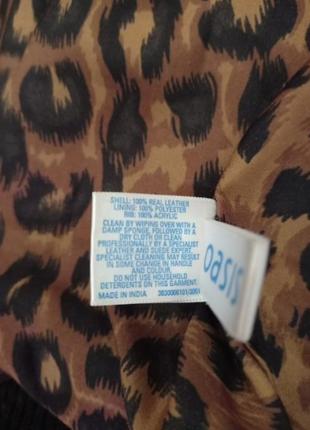 SHELL: 100% REAL LEATHER
LINING: 100% POLYESTER
RIB: 100% ACRYLIC
CLEAN BY WIPING OVER WITH A
DAMP SPONGE, FOLLOWED BY A
DRY CLOTH OR CLEAN
PROFESSIONALLY BY A SPECIALIST
LEATHER AND SUEDE EXPERT.
SPECIALIST CLEANING MAY RESULT
IN SOME CHANGE IN HANDLE
AND COLOUR.
DO NOT USE HOUSEHOLD
DETERGENTS ON THIS GARMENT.
MADE IN INDIA 3030006101/3051